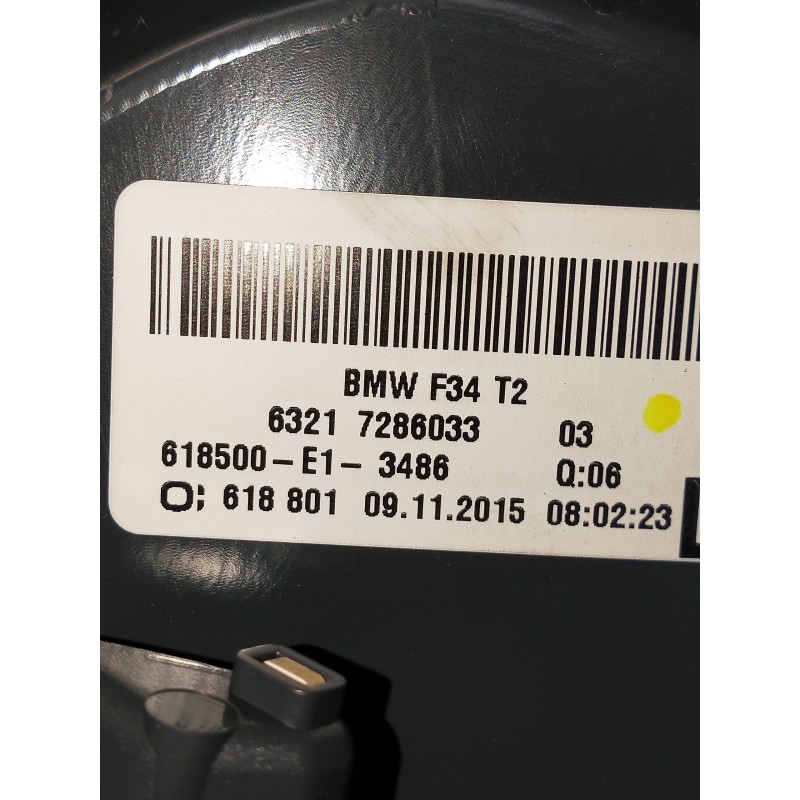 BMW F34 T2
6321 7286033 03
618500-E1-3486 Q:06
O; 618 801 09.11.2015 08:02:23